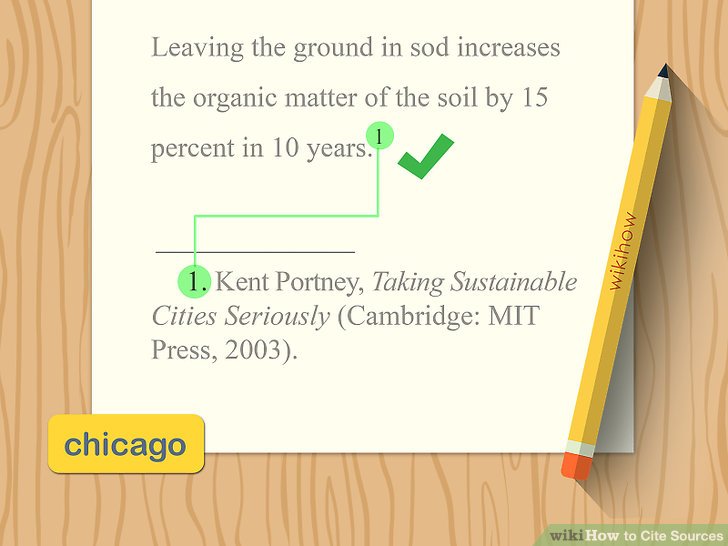 Leaving the ground in sod increases
the organic matter of the soil by 15
percent in 10 years.1
1. Kent Portney, Taking Sustainable
Cities Seriously (Cambridge: MIT
Press, 2003).
wikihow
chicago
wikiHow to Cite Sources